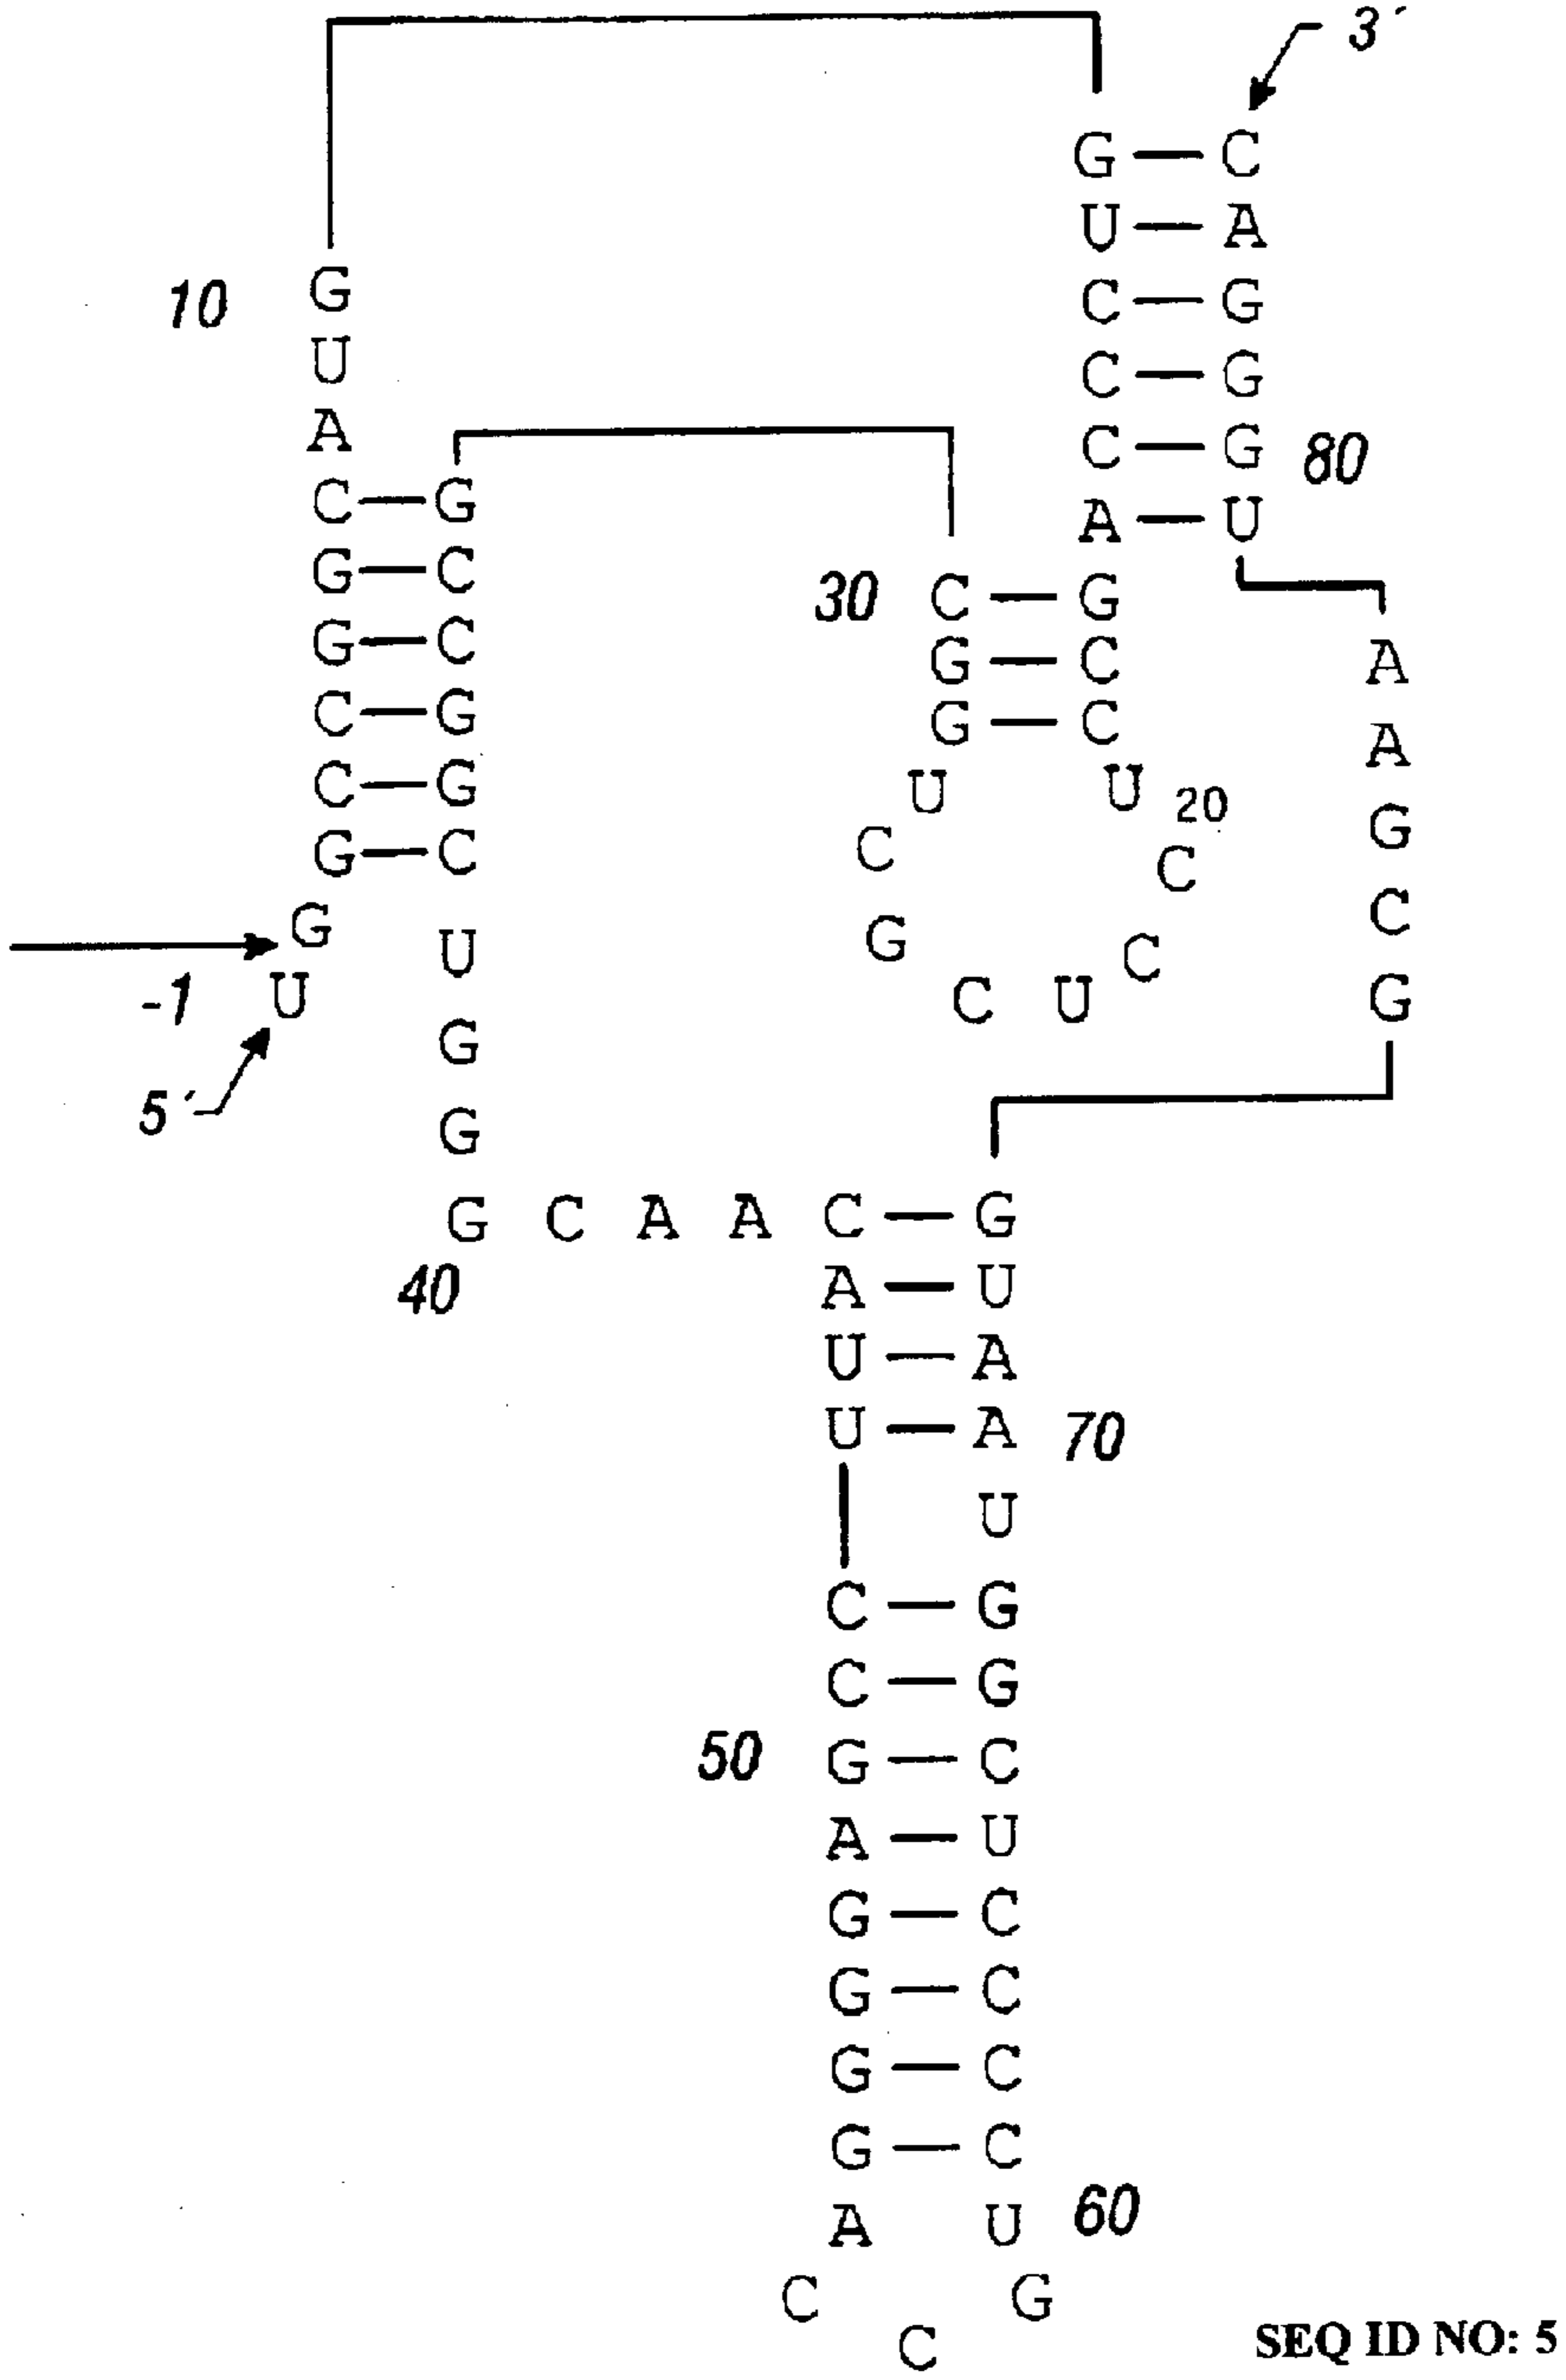 3´
G — C
U — A
10 G C — G
U C — G
A C — G 80
C — G A — U
G — C 30 C — G
G — C G — C A
C — G G — C A
C — G U U 20 G
G — C C C C
G U G C G
-1 U C U
5´ G
G
G C A A C — G
40 A — U
U — A
U — A 70
U
C — G
C — G
50 G — C
A — U
G — C
G — C
G — C
G — C
A U 60
C G
C
SEQ ID NO: 5